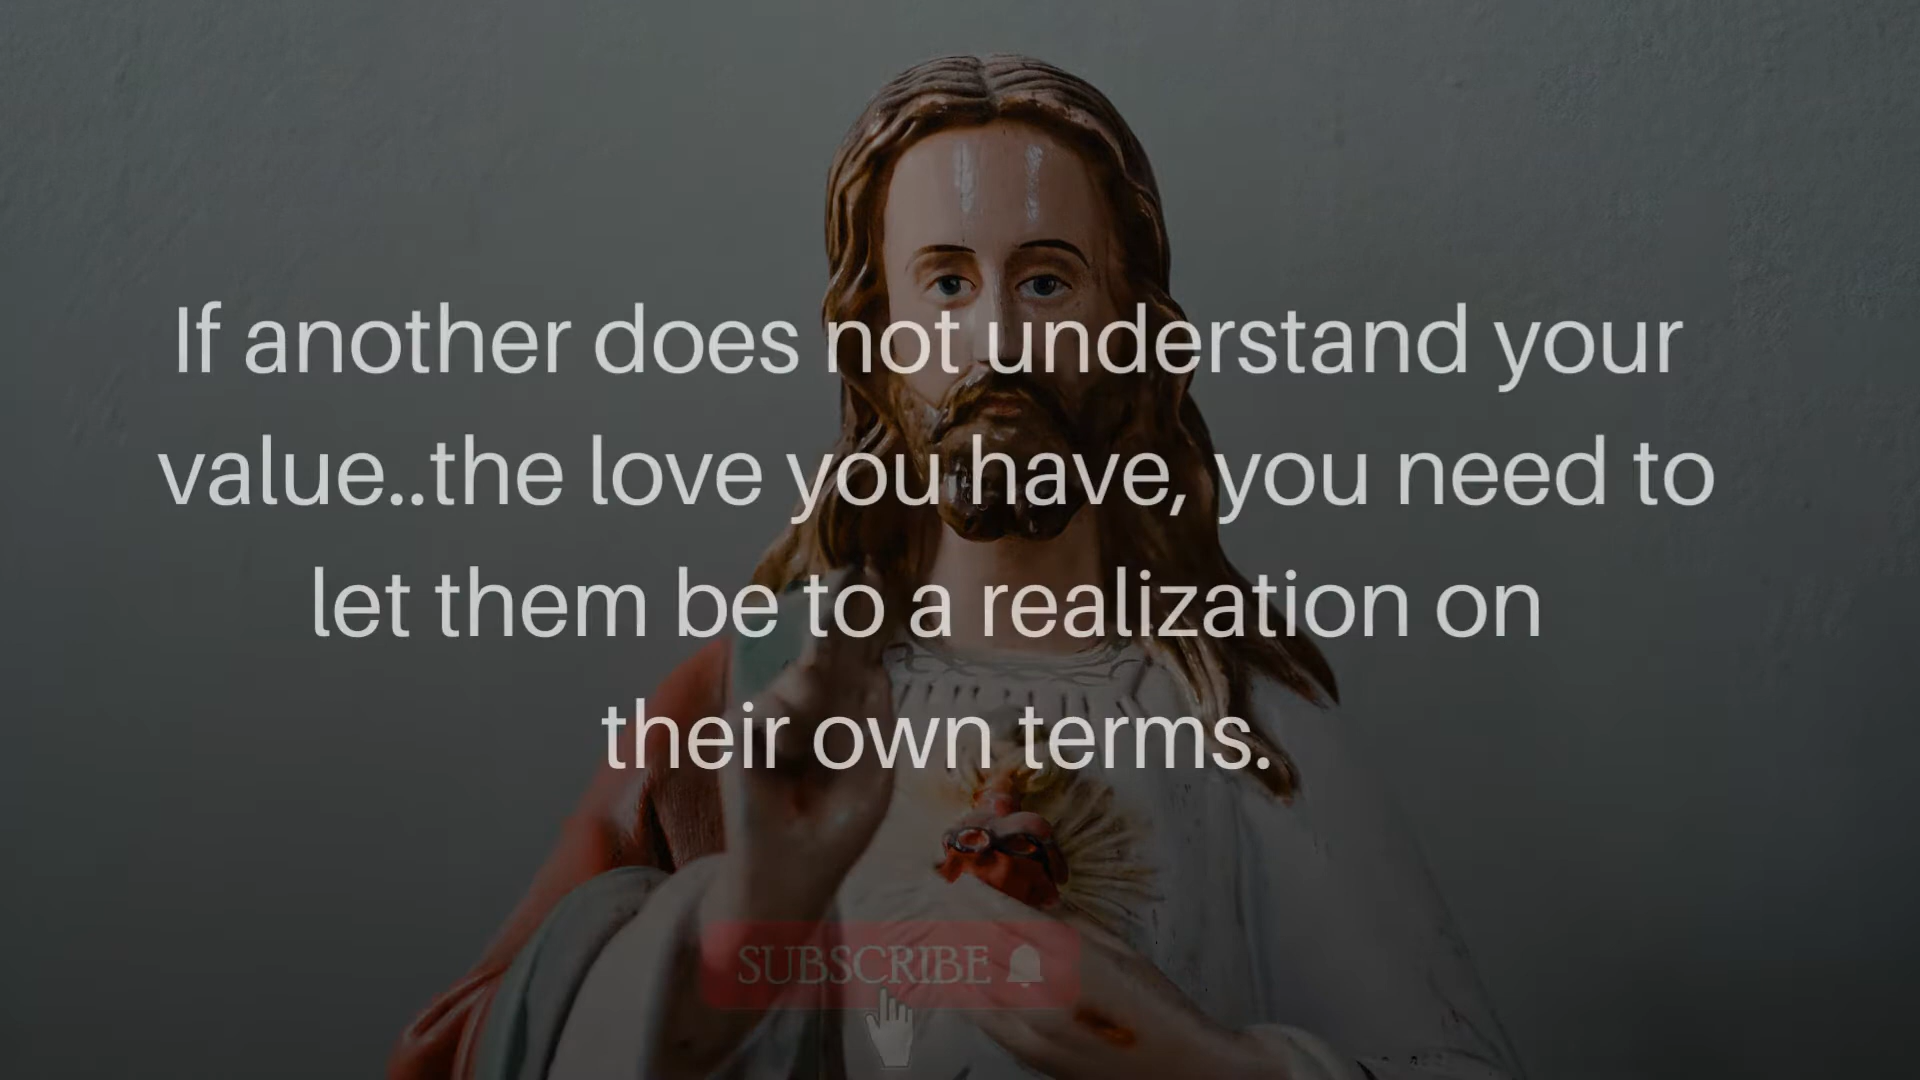 If another does not understand your
value..the love you have, you need to
let them be to a realization on
their own terms.
SUBSCRIBE